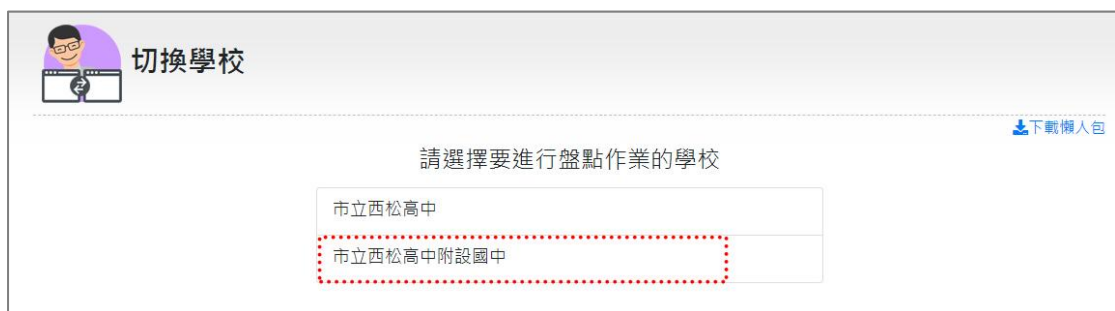 切換學校
下載懶人包
請選擇要進行盤點作業的學校
市立西松高中
市立西松高中附設國中